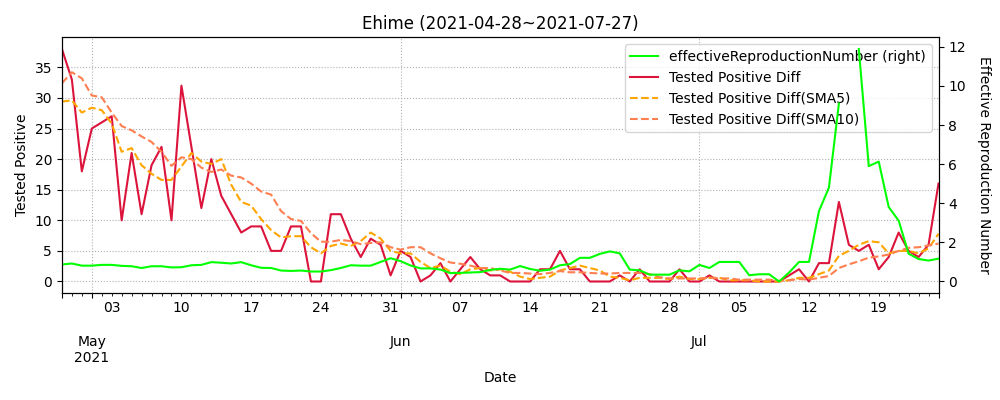 Ehime (2021-04-28~2021-07-27)
effectiveReproductionNumber (right)
Tested Positive Diff
Tested Positive Diff(SMA5)
Tested Positive Diff(SMA10)
Tested Positive
35
30
25
20
15
10
5
0
12
10
8
6
4
2
0
Effective Reproduction Number
03 10 17 24 31 07 14 21 28 05 12 19
May Jun Jul
2021
Date